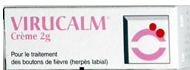 VIRUCALM®
Crème 2g
Pour le traitement
des boutons de fièvre (herpès labial)